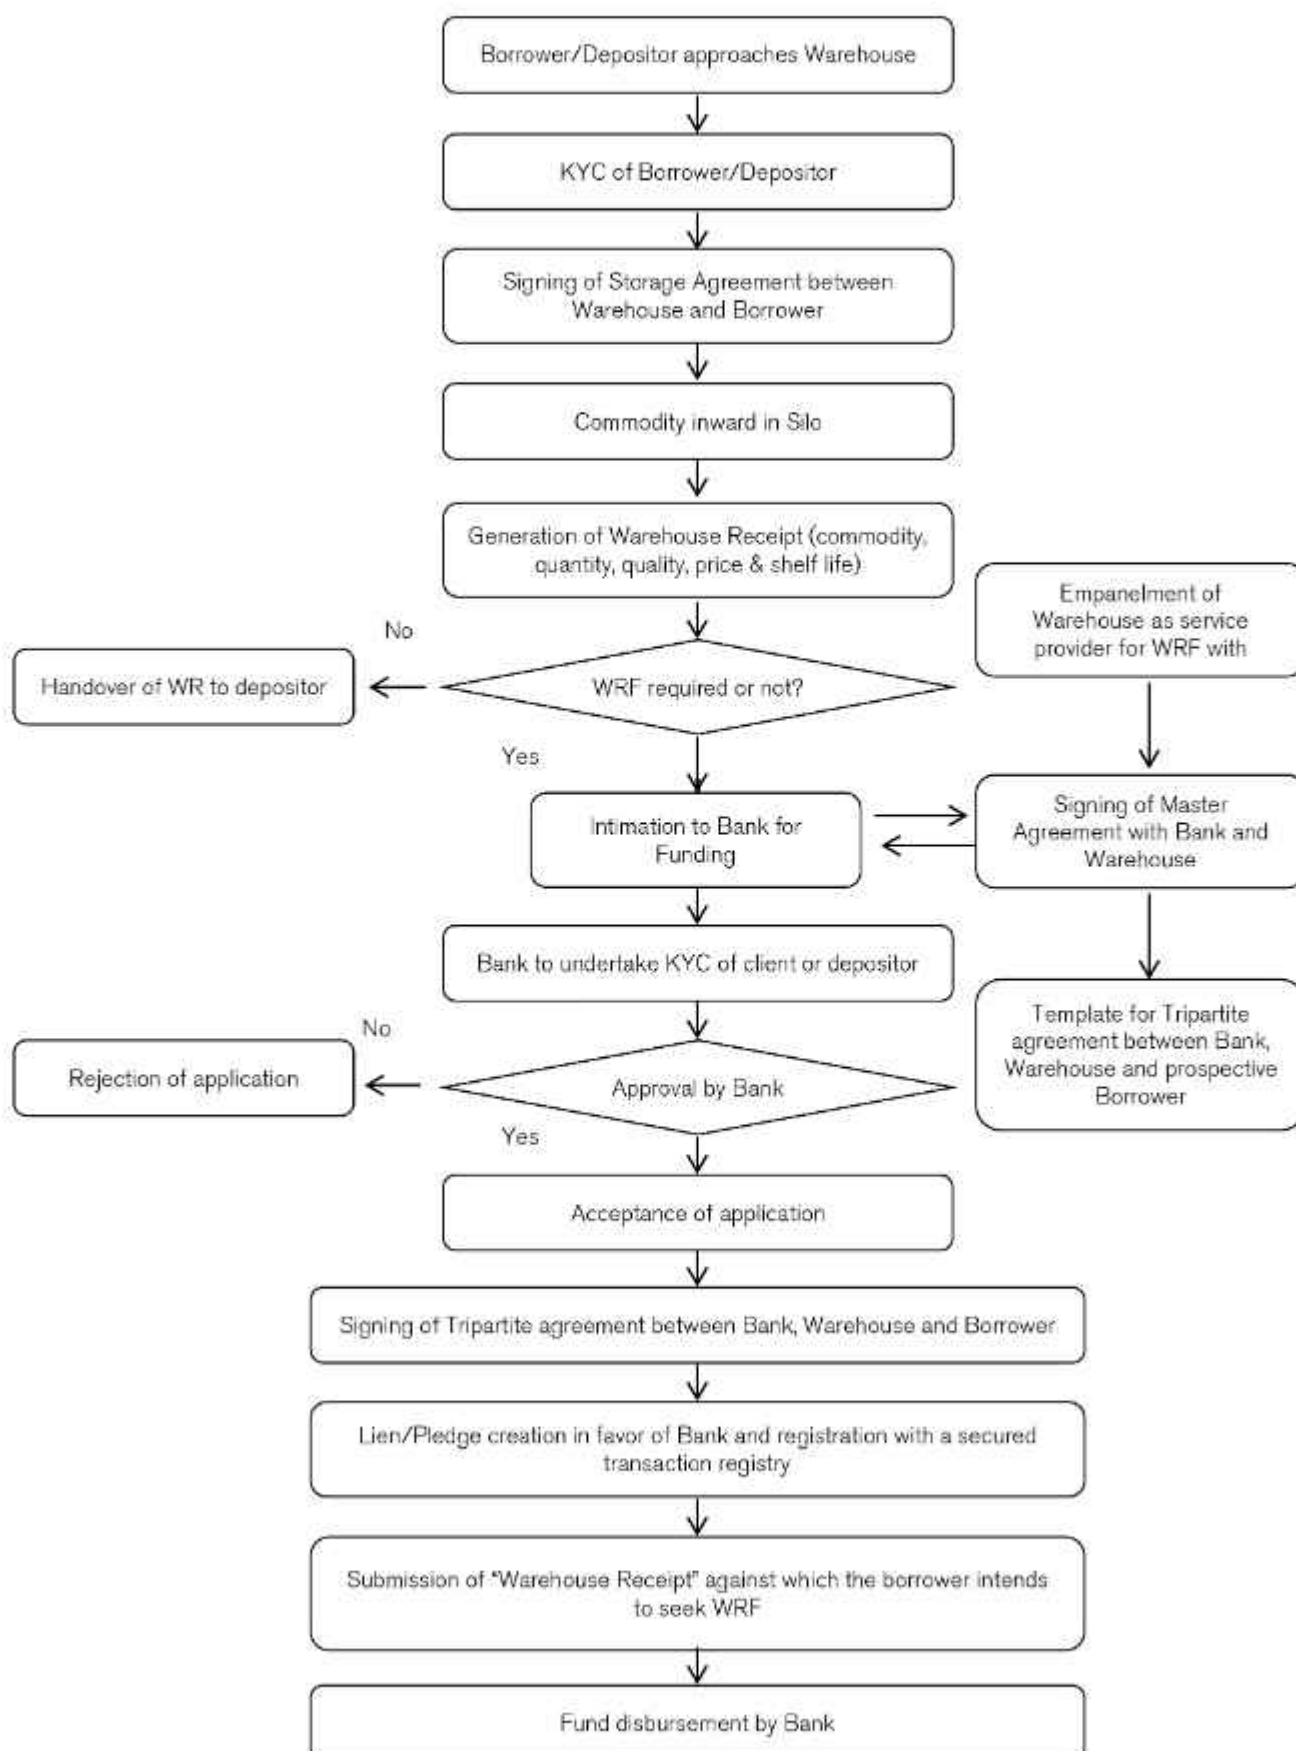 Borrower/Depositor approaches Warehouse
KYC of Borrower/Depositor
Signing of Storage Agreement between
Warehouse and Borrower
Commodity inward in Silo
Generation of Warehouse Receipt (commodity,
quantity, quality, price & shelf life)
Empanelment of
Warehouse as service
provider for WRF with
No
Handover of WR to depositor
WRF required or not?
Yes
Intimation to Bank for
Funding
Signing of Master
Agreement with Bank and
Warehouse
Bank to undertake KYC of client or depositor
Template for Tripartite
agreement between Bank,
Warehouse and prospective
Borrower
No
Rejection of application
Approval by Bank
Yes
Acceptance of application
Signing of Tripartite agreement between Bank, Warehouse and Borrower
Lien/Pledge creation in favor of Bank and registration with a secured
transaction registry
Submission of “Warehouse Receipt” against which the borrower intends
to seek WRF
Fund disbursement by Bank